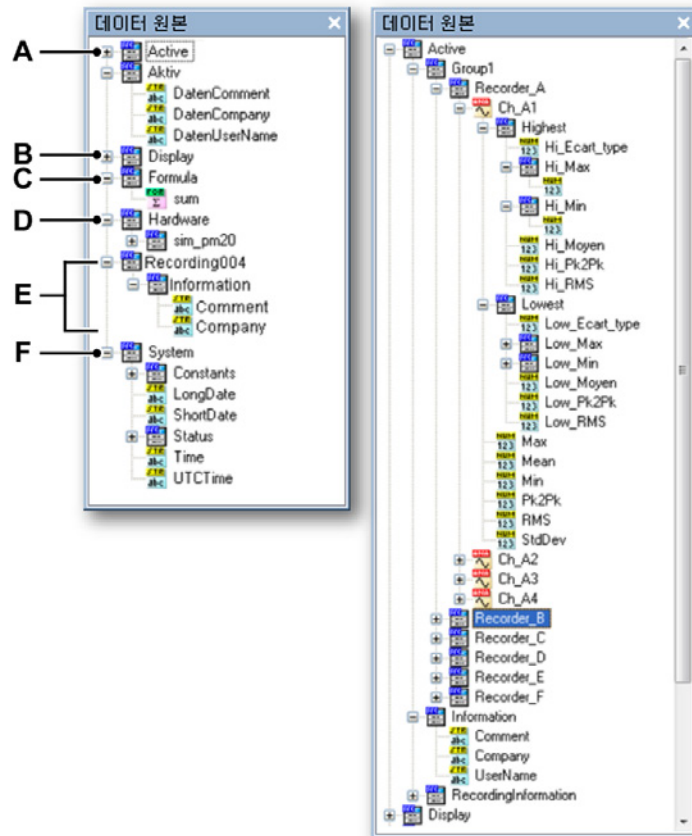 데이터 원본
A
Active
Aktiv
DatenComment
DatenCompany
DatenUserName
B
Display
C
Formula
sum
D
Hardware
sim_pm20
E
Recording004
Information
Comment
Company
F
System
Constants
LongDate
ShortDate
Status
Time
UTCTime
데이터 원본
Active
Group1
Recorder_A
Ch_A1
Highest
Hi_Ecart_type
Hi_Max
Hi_Min
Hi_Moyen
Hi_Pk2Pk
Hi_RMS
Lowest
Low_Ecart_type
Low_Max
Low_Min
Low_Moyen
Low_Pk2Pk
Low_RMS
Max
Mean
Min
Pk2Pk
RMS
StdDev
Ch_A2
Ch_A3
Ch_A4
Recorder_B
Recorder_C
Recorder_D
Recorder_E
Recorder_F
Information
Comment
Company
UserName
RecordingInformation
Display